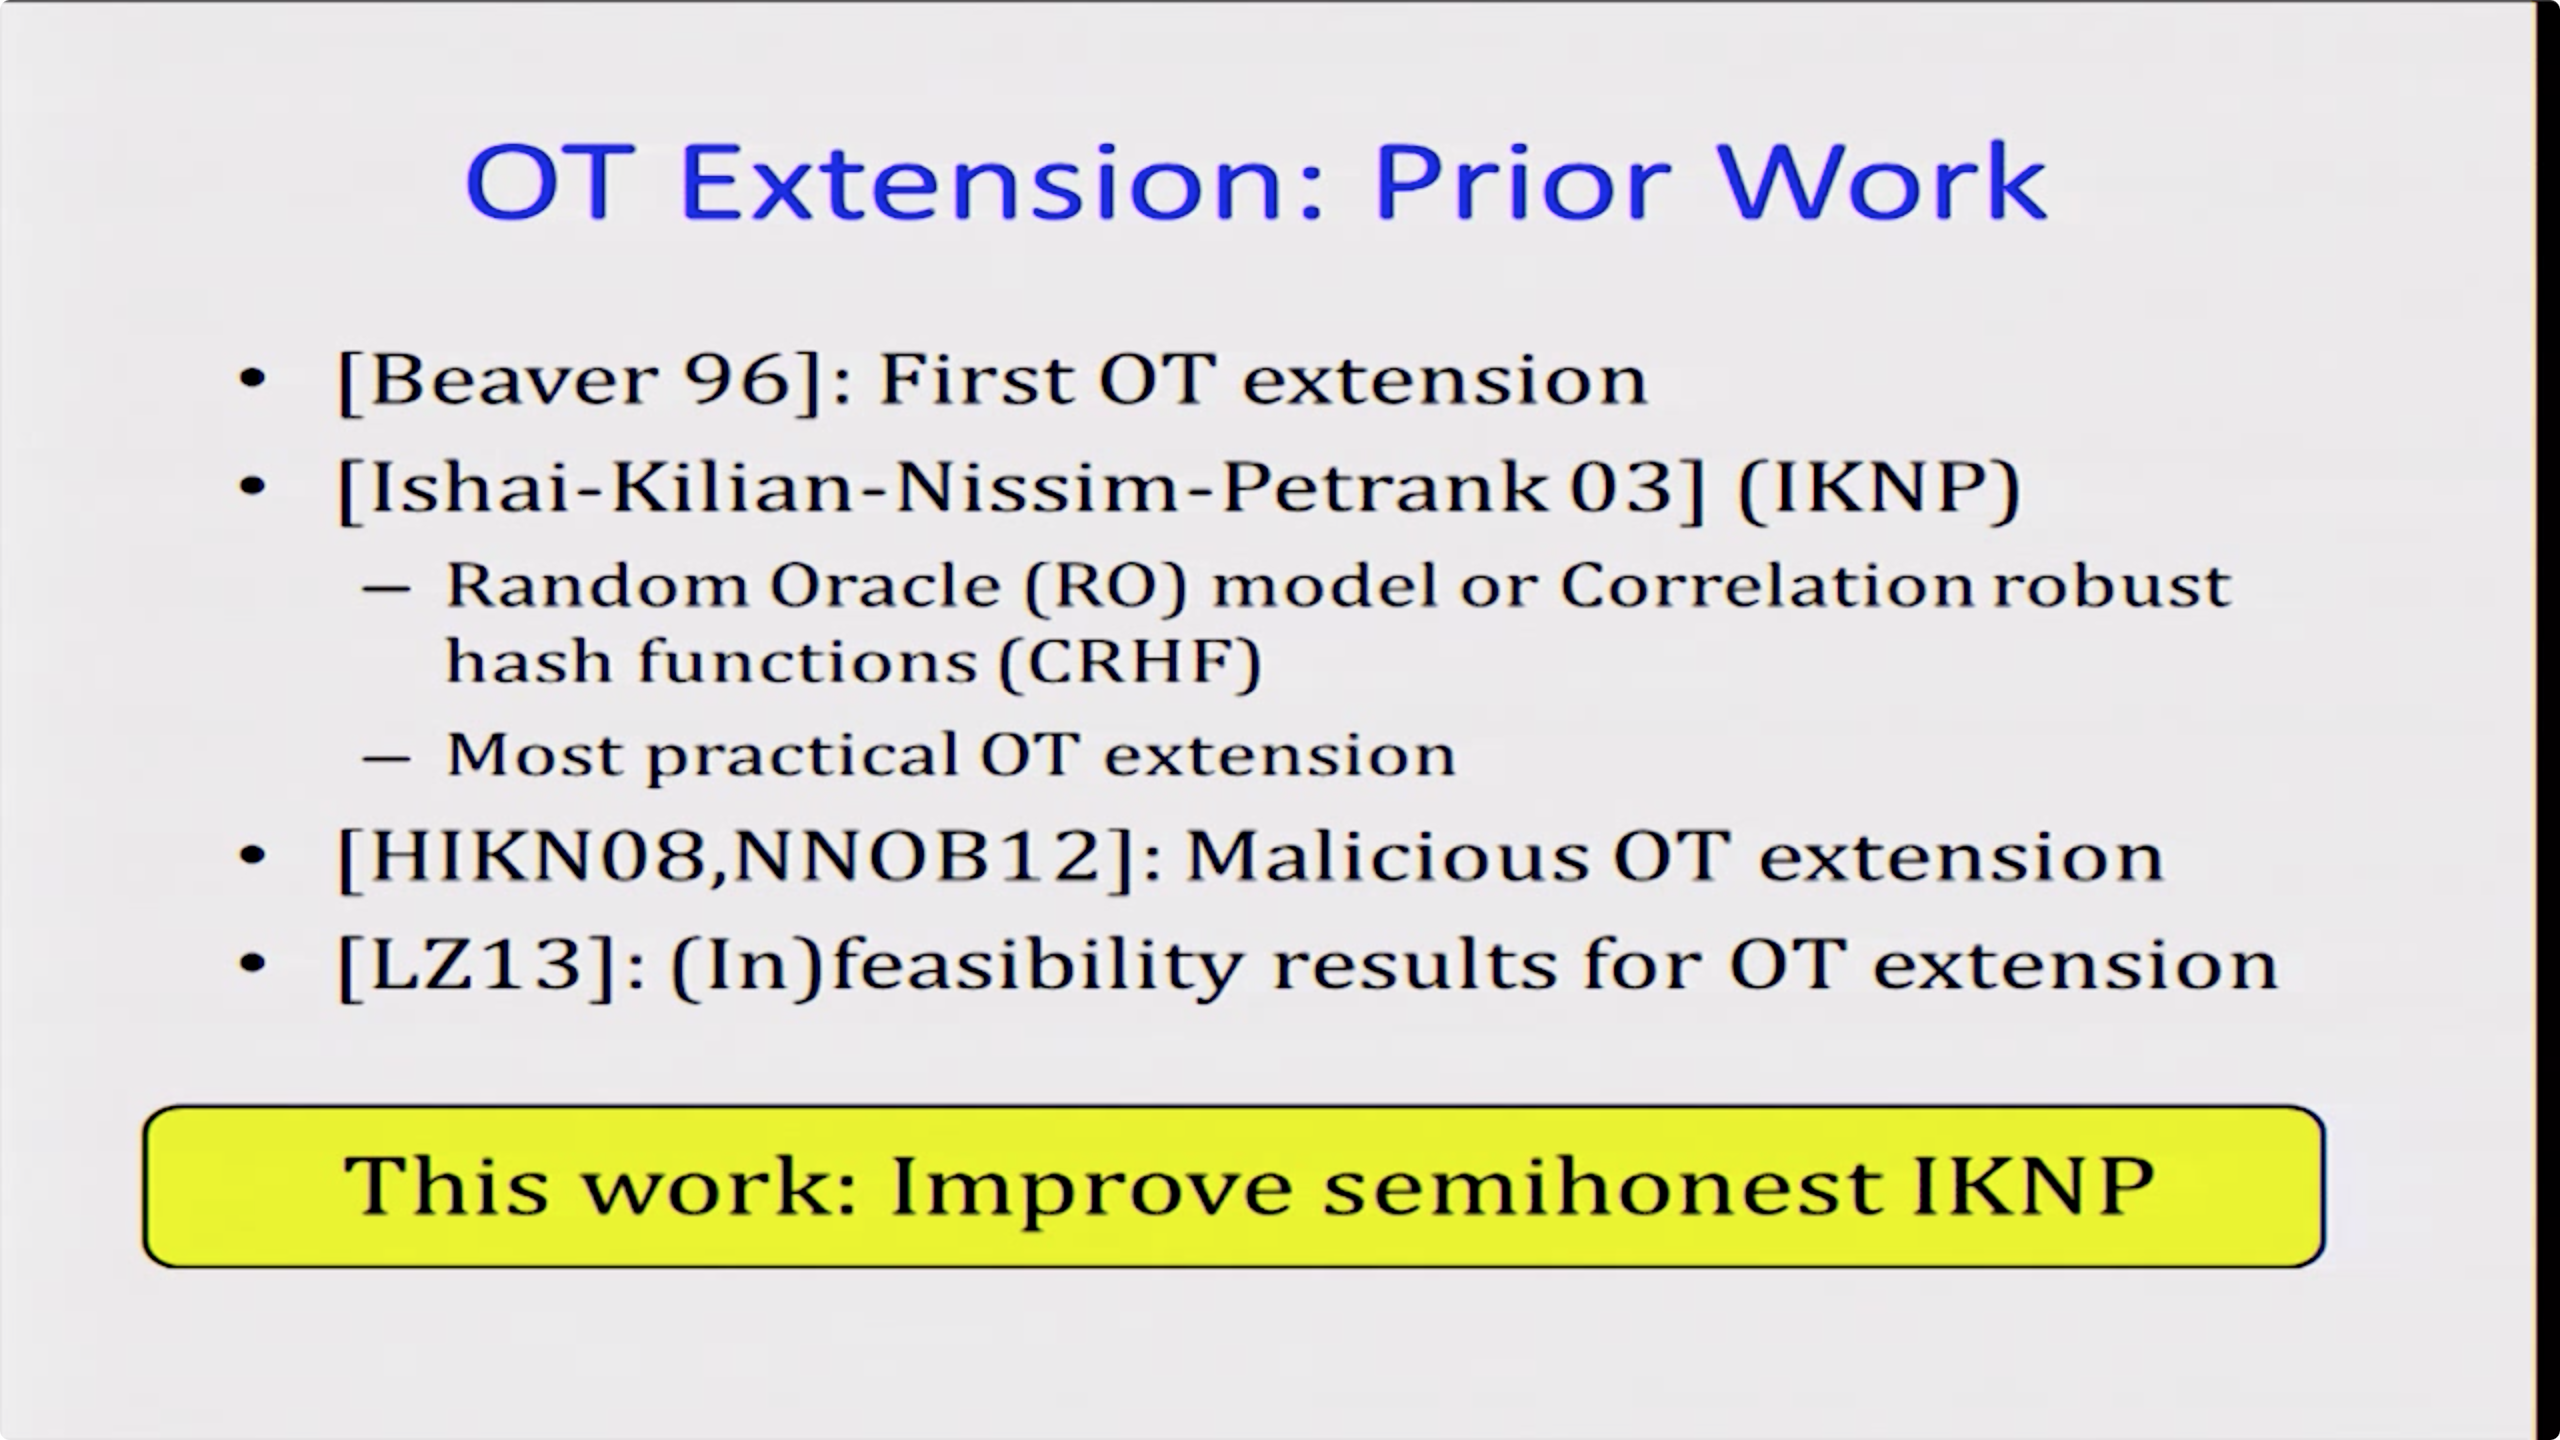 OT Extension: Prior Work
• [Beaver 96]: First OT extension
• [Ishai-Kilian-Nissim-Petrank 03] (IKNP)
– Random Oracle (RO) model or Correlation robust
hash functions (CRHF)
– Most practical OT extension
• [HIKN08,NNOB12]: Malicious OT extension
• [LZ13]: (In)feasibility results for OT extension
This work: Improve semihonest IKNP